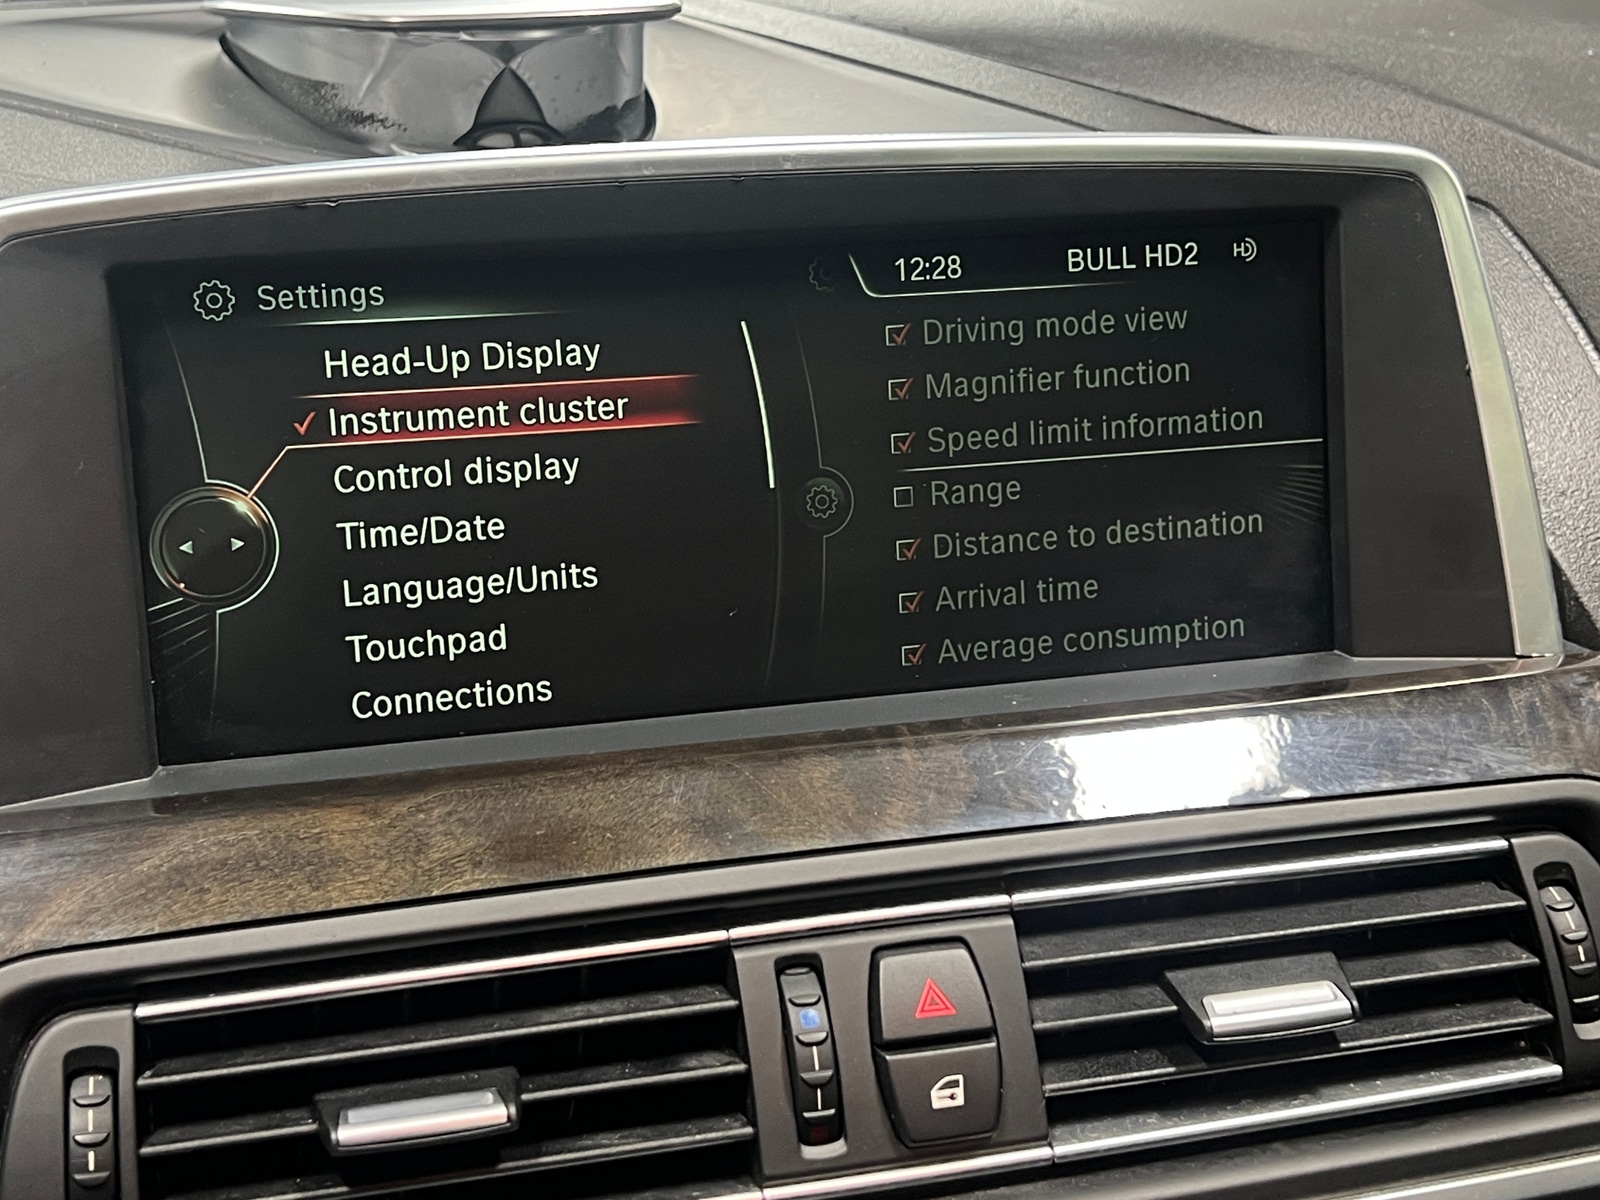 Settings
Head-Up Display
Instrument cluster
Control display
Time/Date
Language/Units
Touchpad
Connections
12:28 BULL HD2 HD
Driving mode view
Magnifier function
Speed limit information
Range
Distance to destination
Arrival time
Average consumption